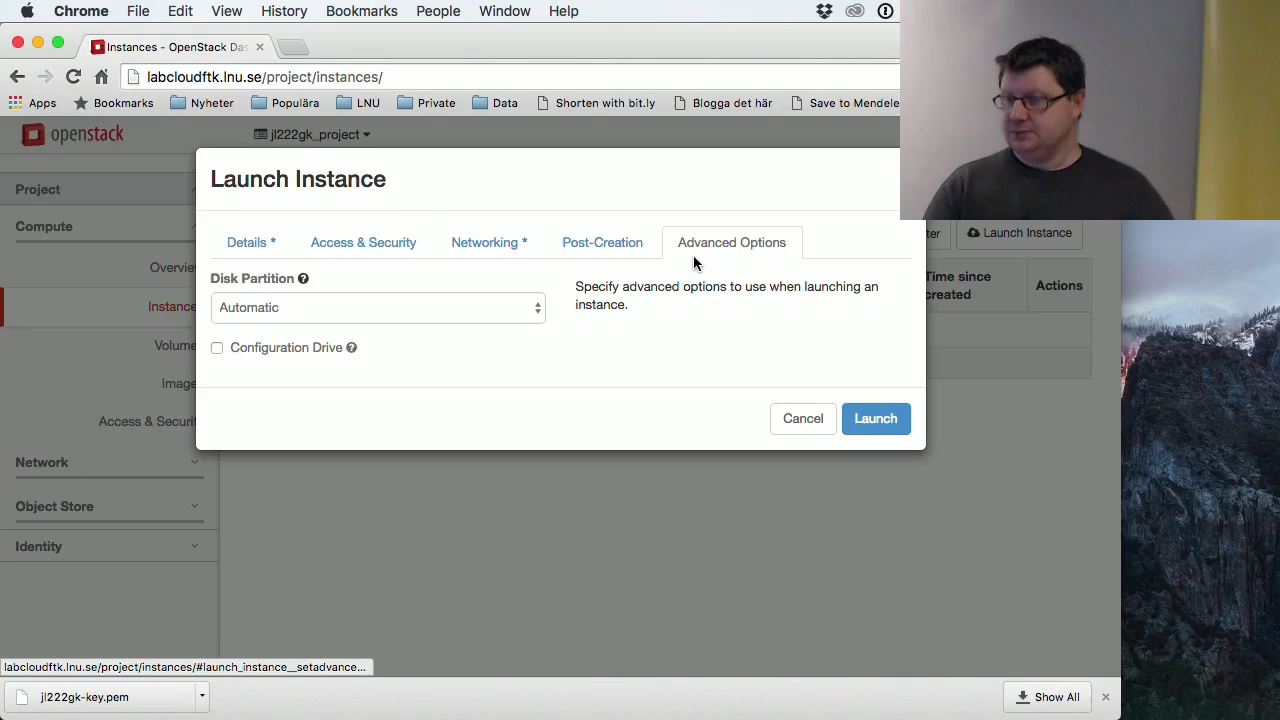 Chrome File Edit View History Bookmarks People Window Help
Instances - OpenStack Das
labcloudftk.lnu.se/project/instances/
Apps Bookmarks Nyheter Populära LNU Private Data Shorten with bit.ly Blogga det här Save to Mendele
openstack jl222gk_project
Launch Instance
Project
Compute
Overvie
Instance
Volume
Image
Access & Securit
Network
Object Store
Identity
Details * Access & Security Networking * Post-Creation Advanced Options
Disk Partition
Automatic
Configuration Drive
Specify advanced options to use when launching an
instance.
Cancel Launch
ter Launch Instance
Time since
created
Actions
labcloudftk.lnu.se/project/instances/#launch_instance__setadvance...
jl222gk-key.pem
Show All